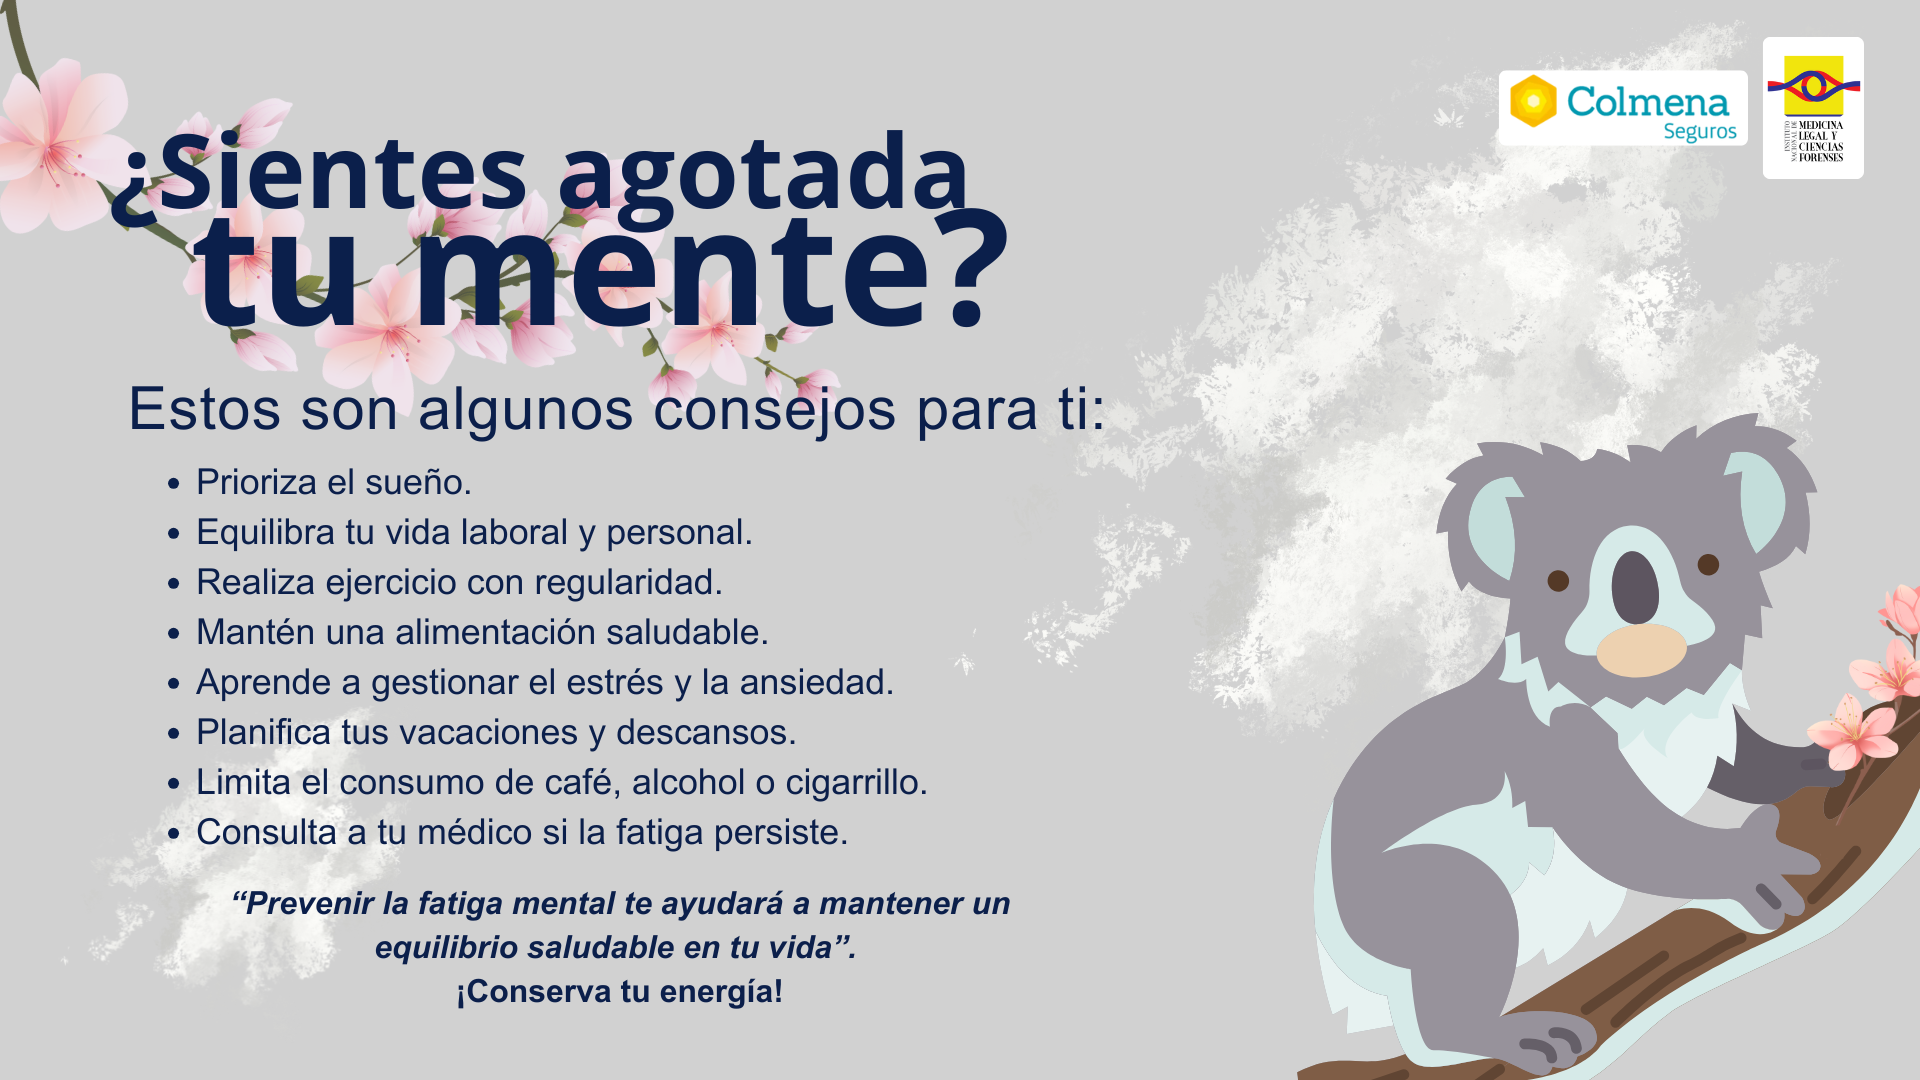 Colmena
Seguros
INSTITUTO
NACIONAL DE
MEDICINA
LEGAL Y
CIENCIAS
FORENSES
¿Sientes agotada
tu mente?
Estos son algunos consejos para ti:
• Prioriza el sueño.
• Equilibra tu vida laboral y personal.
• Realiza ejercicio con regularidad.
• Mantén una alimentación saludable.
• Aprende a gestionar el estrés y la ansiedad.
• Planifica tus vacaciones y descansos.
• Limita el consumo de café, alcohol o cigarrillo.
• Consulta a tu médico si la fatiga persiste.
“Prevenir la fatiga mental te ayudará a mantener un
equilibrio saludable en tu vida”.
¡Conserva tu energía!